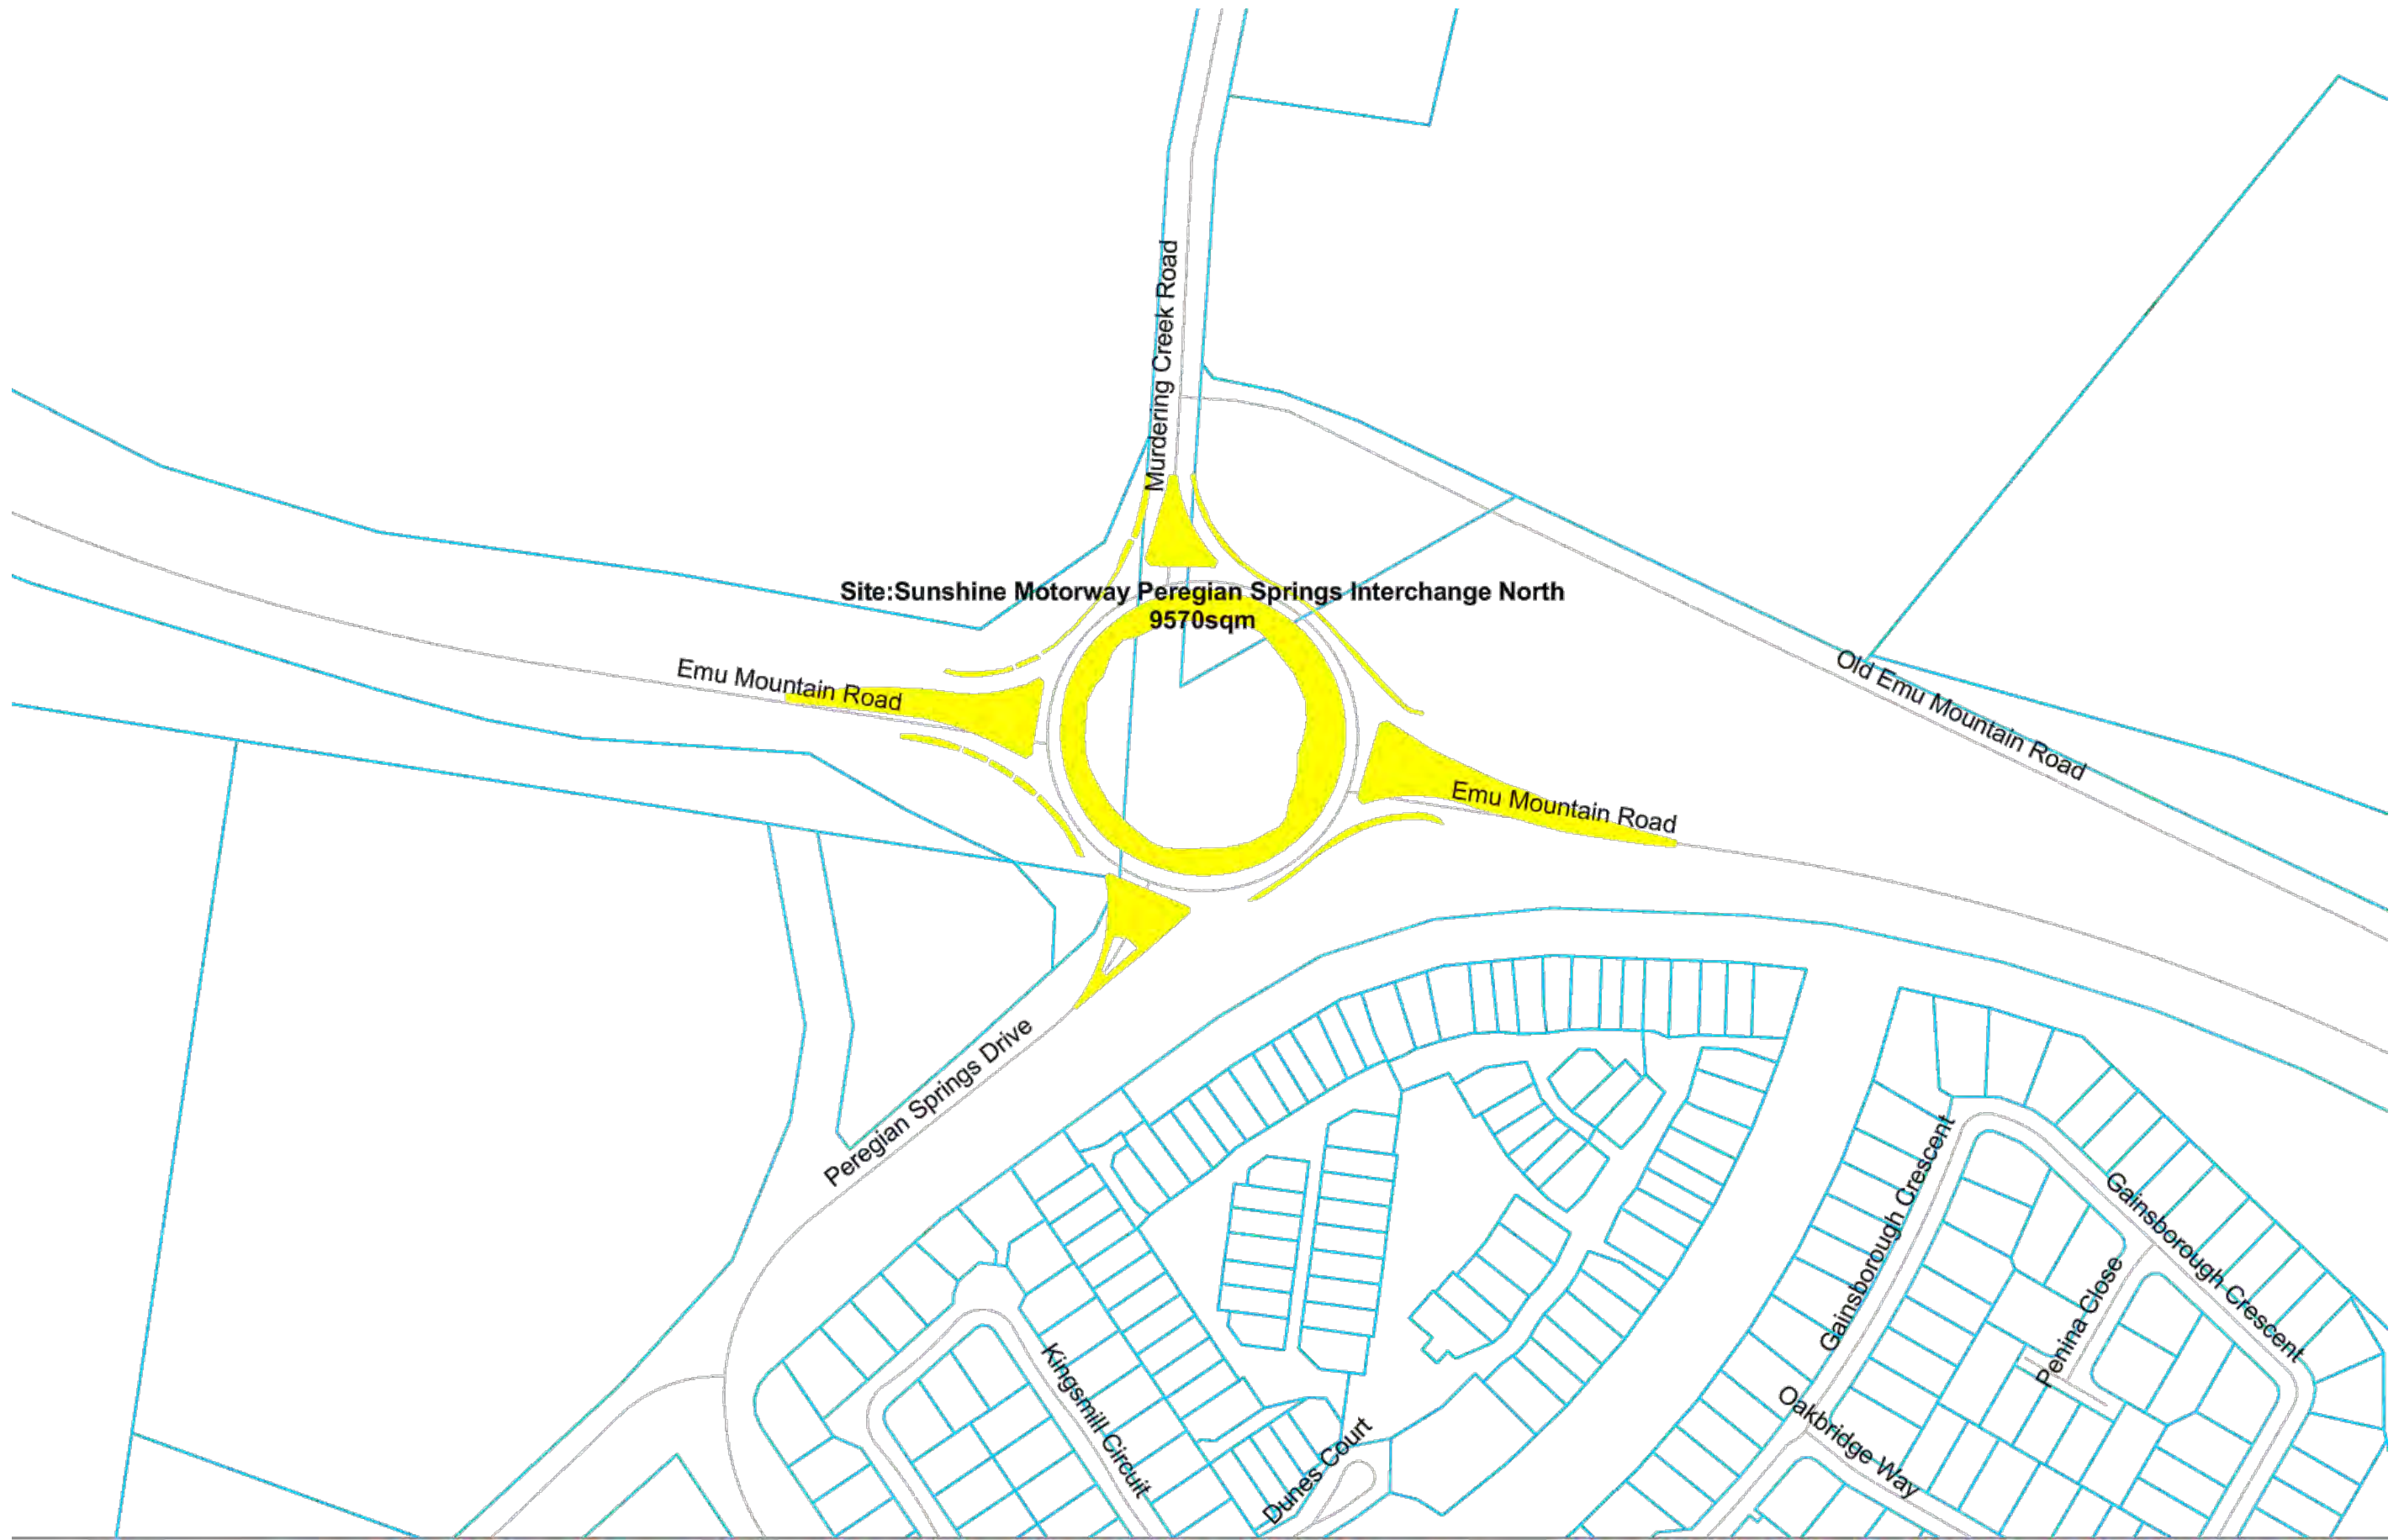 Murdering Creek Road
Site:Sunshine Motorway Peregian Springs Interchange North
9570sqm
Emu Mountain Road
Old Emu Mountain Road
Emu Mountain Road
Peregian Springs Drive
Gainsborough Crescent
Gainsborough Crescent
Penina Close
Kingsmill Circuit
Oakbridge Way
Dunes Court